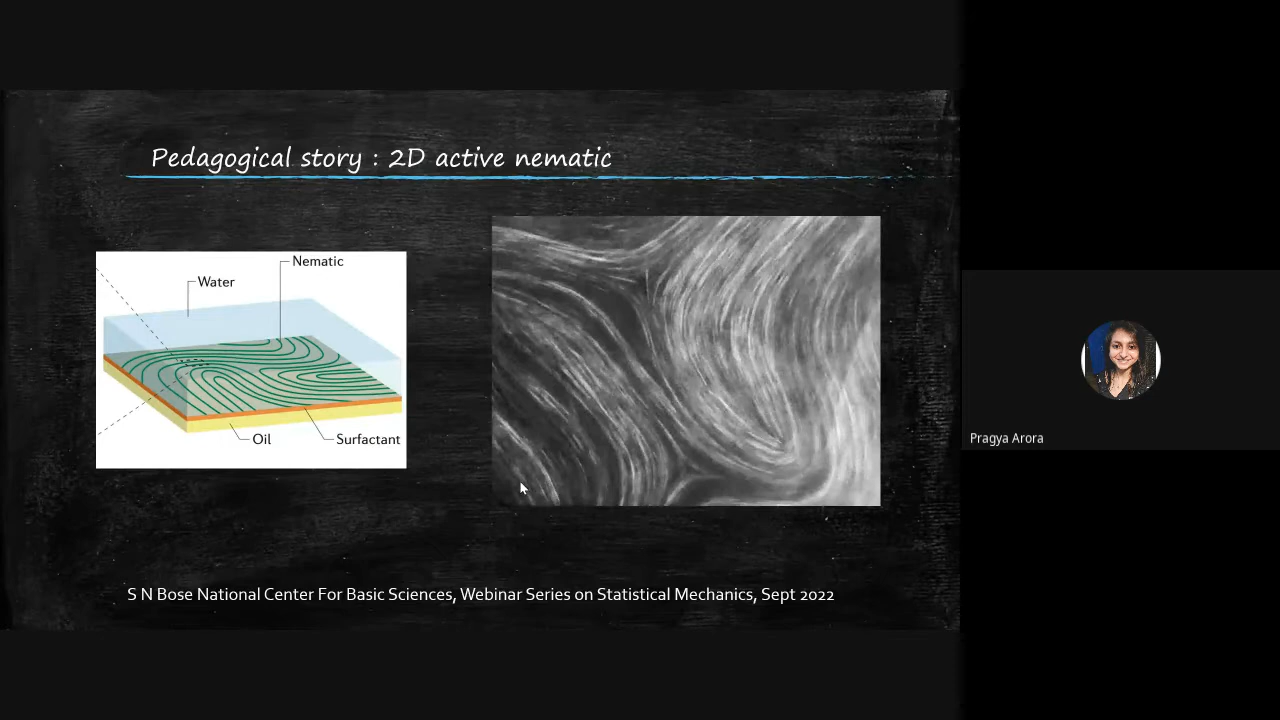 Pedagogical story : 2D active nematic
Nematic
Water
Oil
Surfactant
S N Bose National Center For Basic Sciences, Webinar Series on Statistical Mechanics, Sept 2022
Pragya Arora